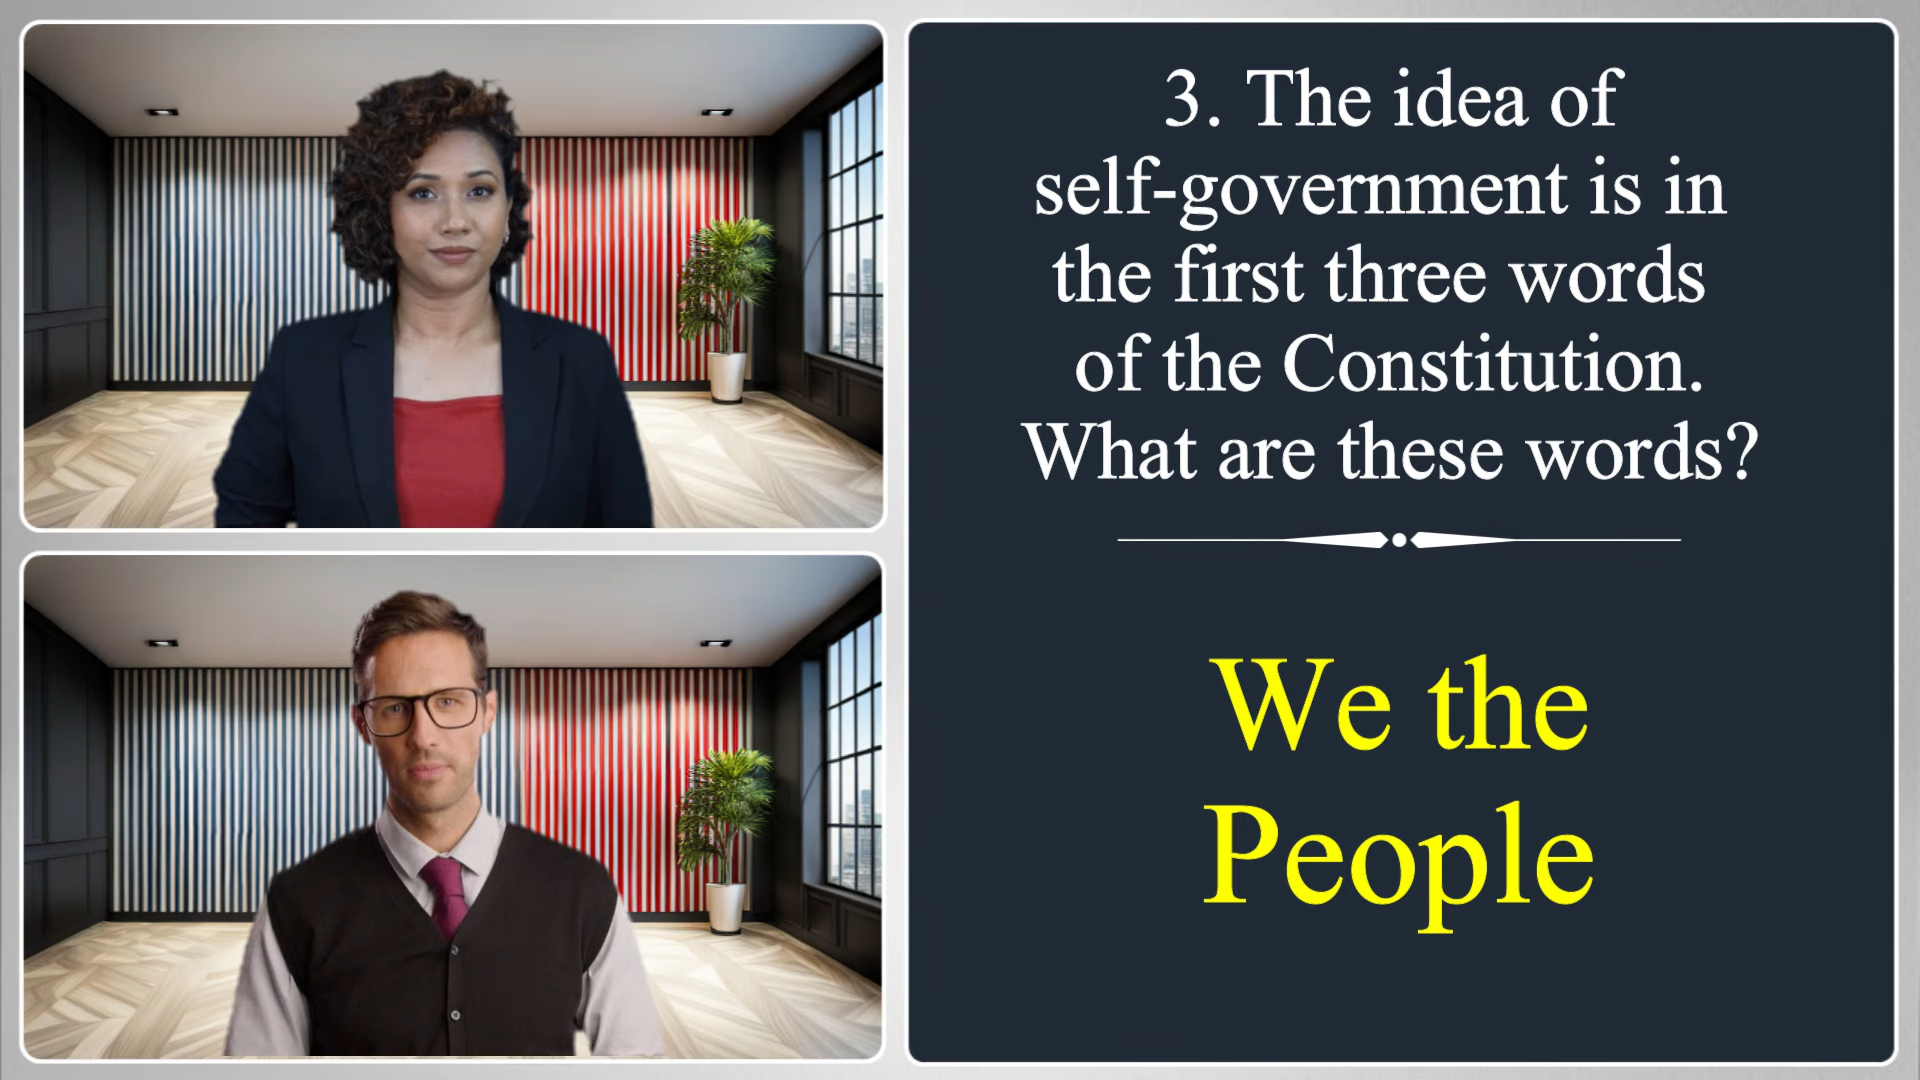 3. The idea of
self-government is in
the first three words
of the Constitution.
What are these words?
We the
People